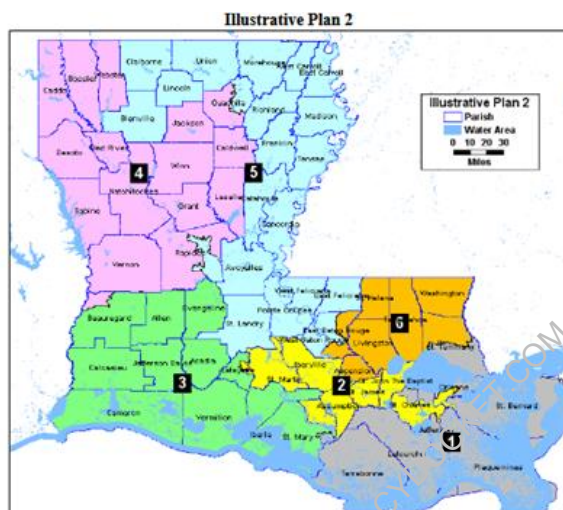 Illustrative Plan 2
Claiborne
Union
Morehouse
West Carroll
East Carroll
Caddo
Bossier
Webster
Lincoln
Ouachita
Richland
Madison
Bienville
Jackson
Desoto
Red River
4
Winn
Caldwell
5
Franklin
Tensas
Natchitoches
Sabine
Grant
Lasalle
Catahoula
Concordia
Vernon
Rapides
Avoyelles
Illustrative Plan 2
Parish
Water Area
0 10 20 30
Miles
Beauregard
Allen
Evangeline
St. Landry
Pointe Coupee
West Feliciana
East Feliciana
Washington
6
East Baton Rouge
Livingston
Calcasieu
Jefferson Davis
Acadia
3
Iberville
St. Martin
Ascension
2
St. John The Baptist
St. James
Assumption
St. Charles
Orleans
St. Tammany
St. Bernard
Cameron
Vermilion
Iberia
St. Mary
Jefferson
1
Lafourche
Plaquemines
Terrebonne